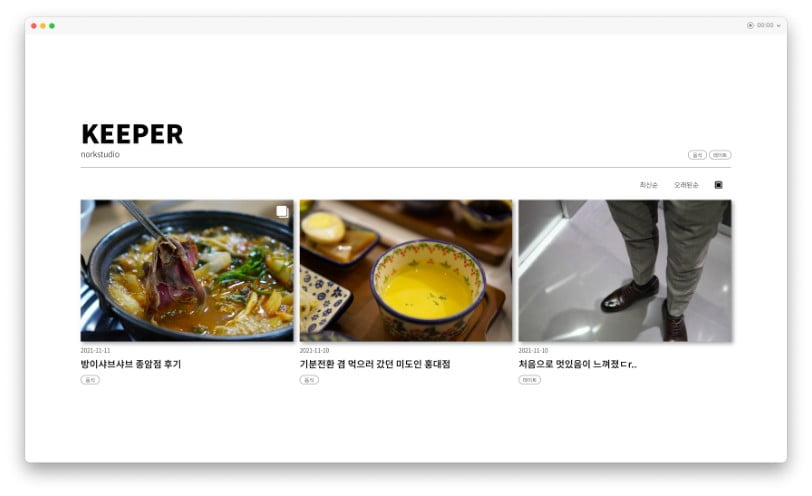 00:00
KEEPER
norkstudio
음식 데이트
최신순 오래된순
2021-11-11
방이샤브샤브 종암점 후기
음식
2021-11-10
기분전환 겸 먹으러 갔던 미도인 홍대점
음식
2021-11-10
처음으로 멋있음이 느껴졌ㄷr..
데이트